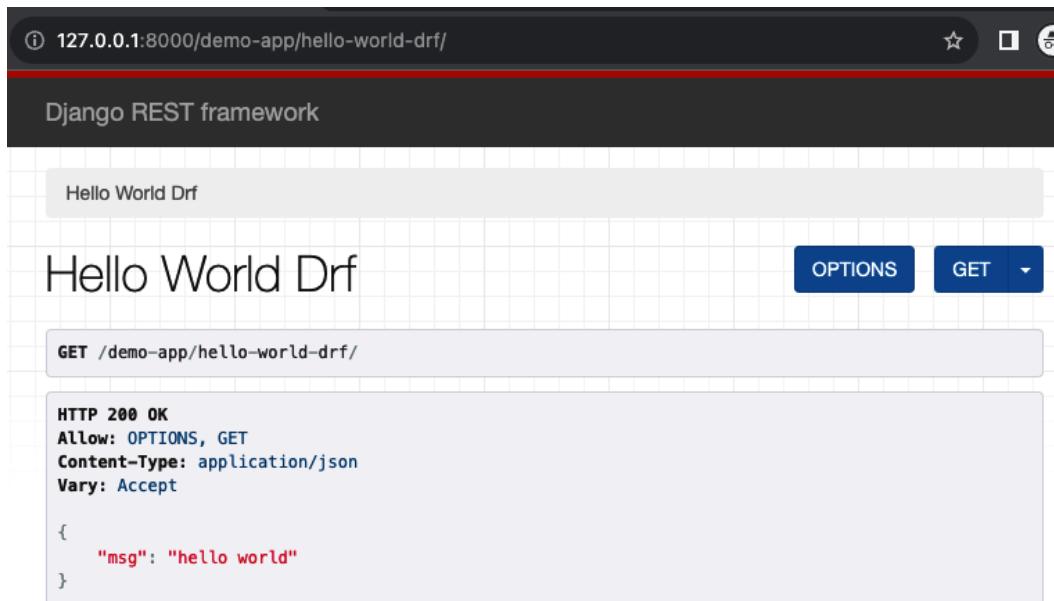 127.0.0.1:8000/demo-app/hello-world-drf/
Django REST framework
Hello World Drf
Hello World Drf
OPTIONS
GET
GET /demo-app/hello-world-drf/
HTTP 200 OK
Allow: OPTIONS, GET
Content-Type: application/json
Vary: Accept
{
    "msg": "hello world"
}